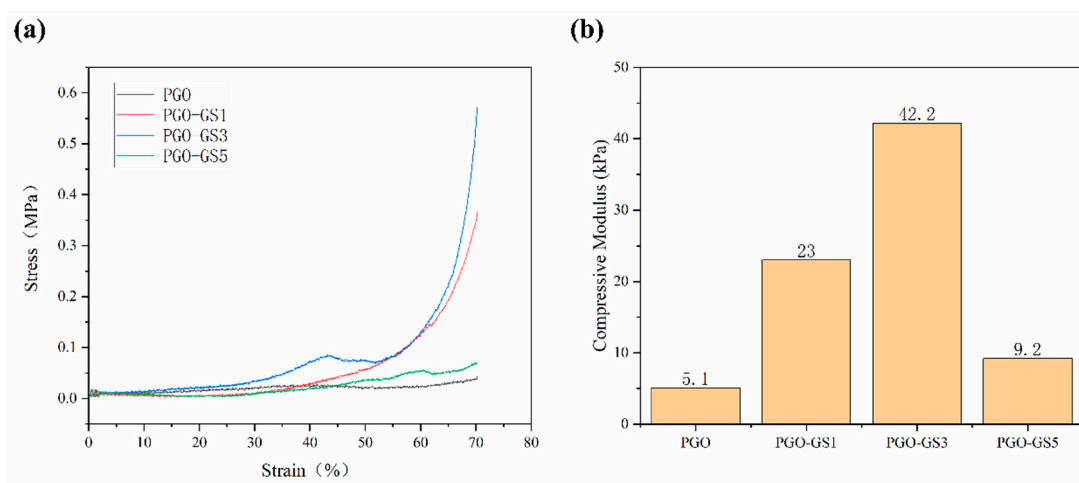 (a)
PGO
PGO-GS1
PGO-GS3
PGO-GS5
0.6
0.5
0.4
0.3
0.2
0.1
0.0
Stress（MPa）
0 10 20 30 40 50 60 70 80
Strain（%）
(b)
50
40
30
20
10
0
Compressive Modulus (kPa)
5.1
23
42.2
9.2
PGO PGO-GS1 PGO-GS3 PGO-GS5